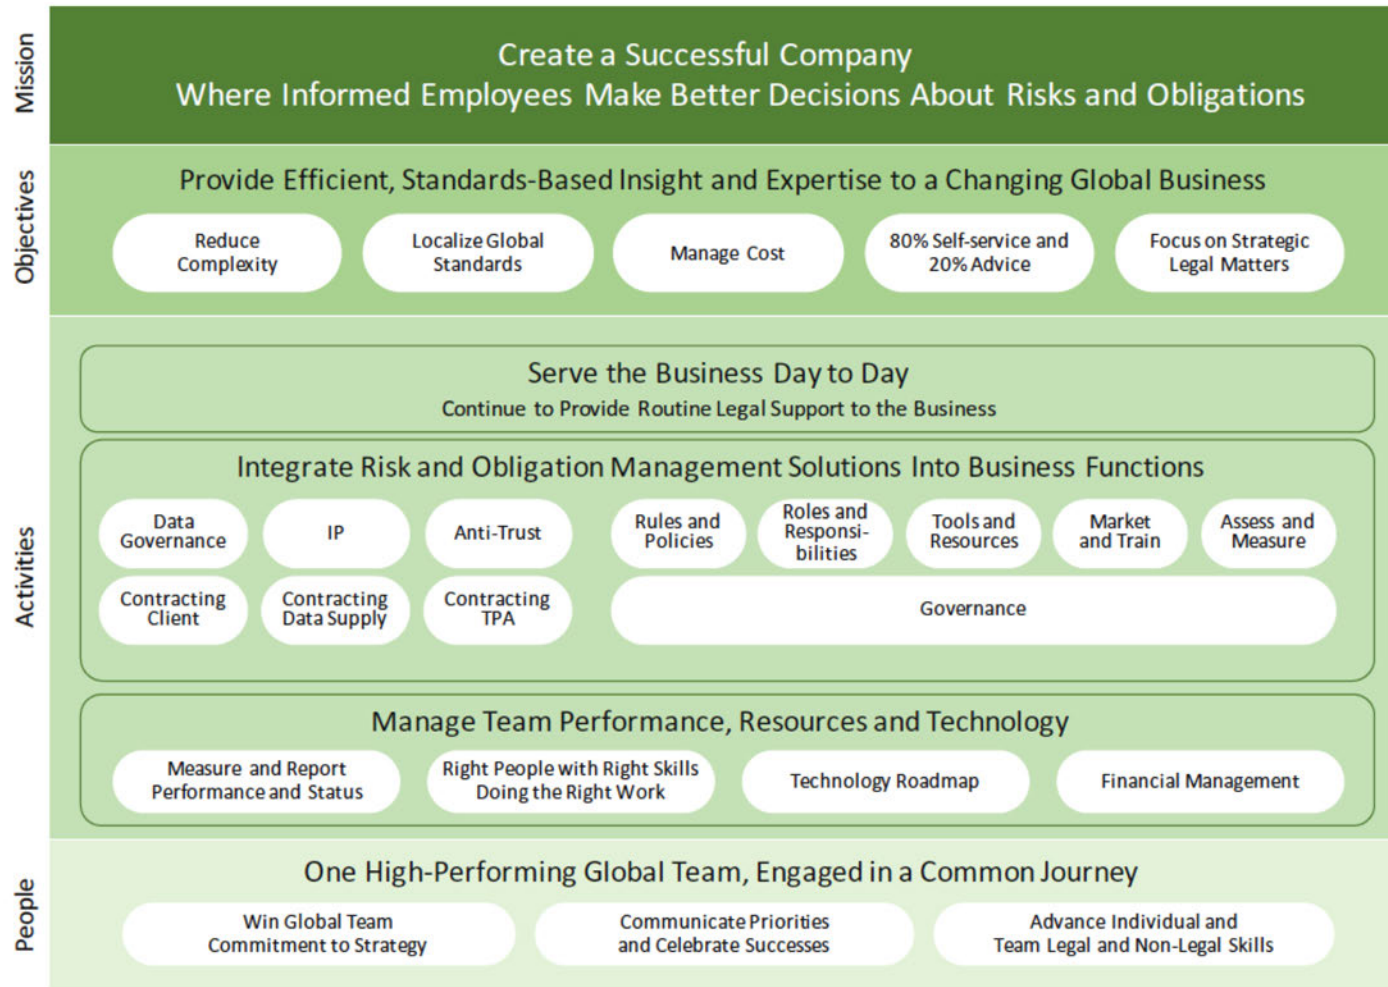 Mission
Create a Successful Company
Where Informed Employees Make Better Decisions About Risks and Obligations
Objectives
Provide Efficient, Standards-Based Insight and Expertise to a Changing Global Business
Reduce
Complexity
Localize Global
Standards
Manage Cost
80% Self-service and
20% Advice
Focus on Strategic
Legal Matters
Activities
Serve the Business Day to Day
Continue to Provide Routine Legal Support to the Business
Integrate Risk and Obligation Management Solutions Into Business Functions
Data
Governance
IP
Anti-Trust
Rules and
Policies
Roles and
Responsi-
bilities
Tools and
Resources
Market
and Train
Assess and
Measure
Contracting
Client
Contracting
Data Supply
Contracting
TPA
Governance
Manage Team Performance, Resources and Technology
Measure and Report
Performance and Status
Right People with Right Skills
Doing the Right Work
Technology Roadmap
Financial Management
People
One High-Performing Global Team, Engaged in a Common Journey
Win Global Team
Commitment to Strategy
Communicate Priorities
and Celebrate Successes
Advance Individual and
Team Legal and Non-Legal Skills